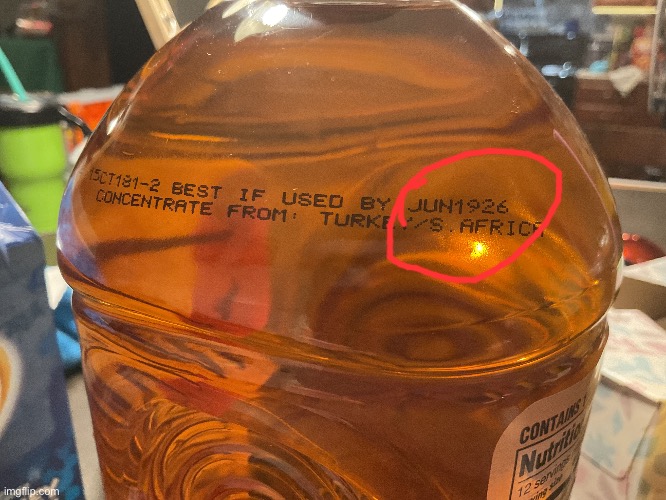 15CT181-2 BEST IF USED BY JUN1926
CONCENTRATE FROM: TURKEY/S.AFRICA
CONTAINS
Nutrition
12 servings
imgflip.com